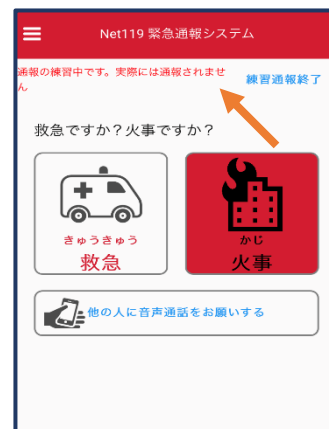 Net119 緊急通報システム
通報の練習中です。実際には通報されませ
ん
練習通報終了
救急ですか？火事ですか？
きゅうきゅう
救急
かじ
火事
他の人に音声通話をお願いする